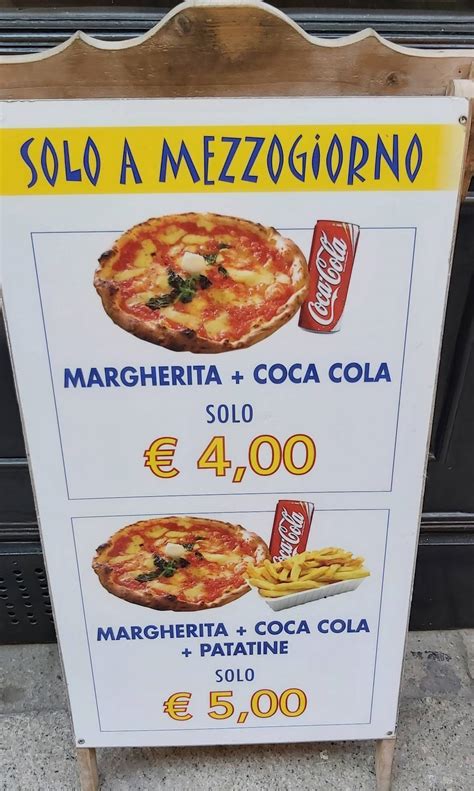 SOLO A MEZZOGiORNO
Coca-Cola
MARGHERITA + COCA COLA
SOLO
€ 4,00
Coca-Cola
MARGHERITA + COCA COLA
+ PATATINE
SOLO
€ 5,00